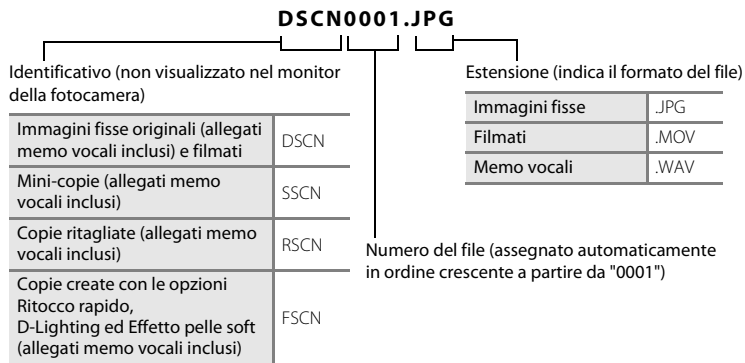 DSCN0001.JPG
Identificativo (non visualizzato nel monitor
della fotocamera)
Immagini fisse originali (allegati
memo vocali inclusi) e filmati
DSCN
Mini-copie (allegati memo
vocali inclusi)
SSCN
Copie ritagliate (allegati memo
vocali inclusi)
RSCN
Copie create con le opzioni
Ritocco rapido,
D-Lighting ed Effetto pelle soft
(allegati memo vocali inclusi)
FSCN
Estensione (indica il formato del file)
Immagini fisse .JPG
Filmati .MOV
Memo vocali .WAV
Numero del file (assegnato automaticamente
in ordine crescente a partire da "0001")